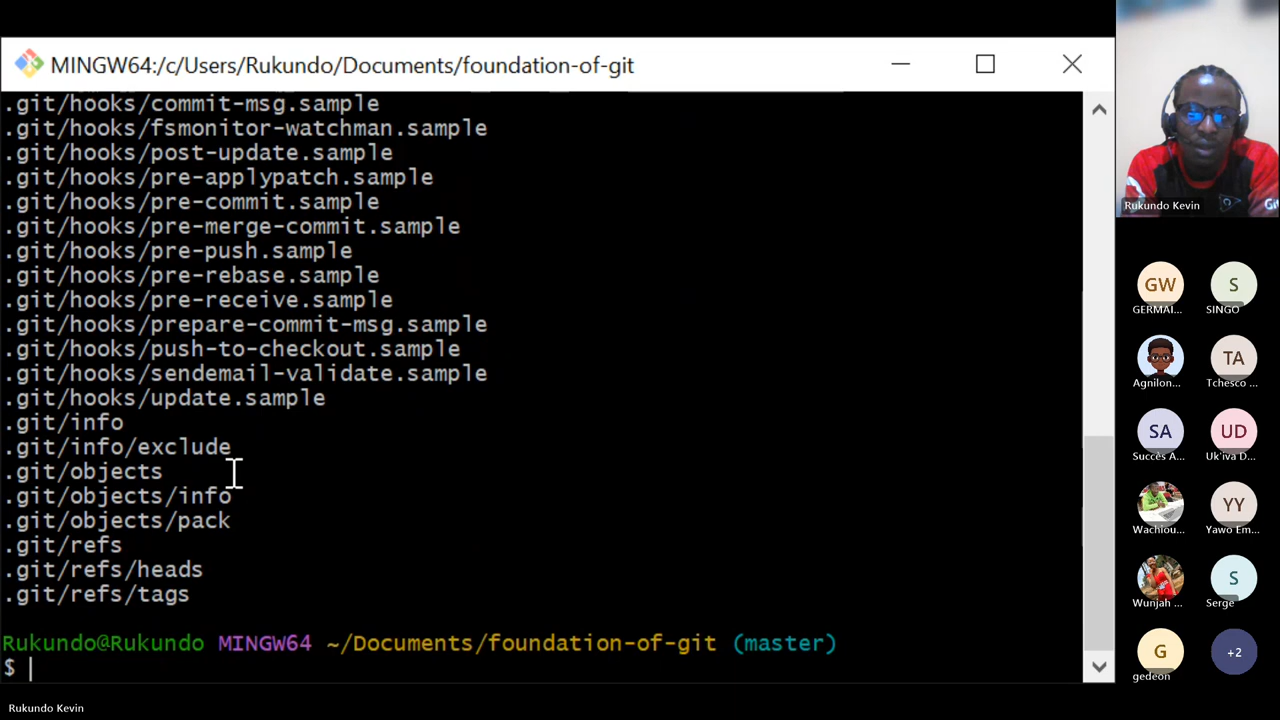 MINGW64:/c/Users/Rukundo/Documents/foundation-of-git
.git/hooks/commit-msg.sample
.git/hooks/fsmonitor-watchman.sample
.git/hooks/post-update.sample
.git/hooks/pre-applypatch.sample
.git/hooks/pre-commit.sample
.git/hooks/pre-merge-commit.sample
.git/hooks/pre-push.sample
.git/hooks/pre-rebase.sample
.git/hooks/pre-receive.sample
.git/hooks/prepare-commit-msg.sample
.git/hooks/push-to-checkout.sample
.git/hooks/sendemail-validate.sample
.git/hooks/update.sample
.git/info
.git/info/exclude
.git/objects
.git/objects/info
.git/objects/pack
.git/refs
.git/refs/heads
.git/refs/tags
Rukundo@Rukundo MINGW64 ~/Documents/foundation-of-git (master)
$
Rukundo Kevin
GW
GERMAI...
S
SINGO
Agnilon...
TA
Tchesco ...
SA
Succès A...
UD
Uk'iva D...
Wachiou...
YY
Yawo Em...
Wunjah ...
S
Serge
G
gedeon
+2
Rukundo Kevin